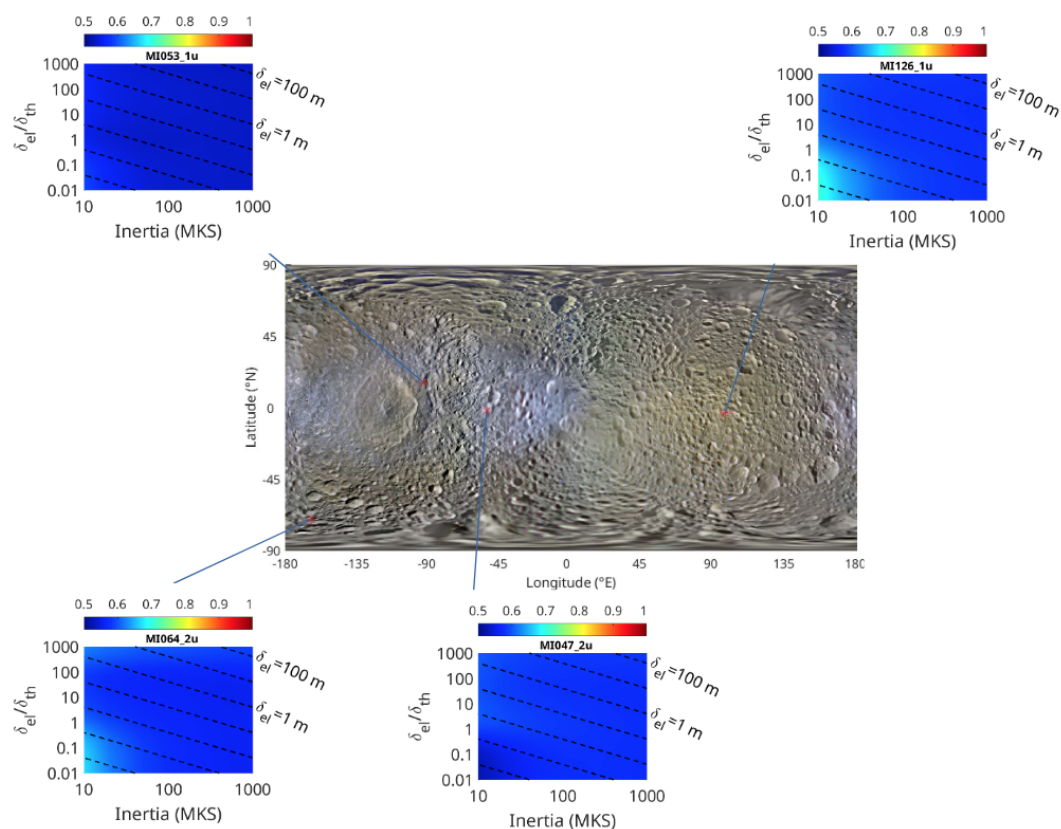 0.5 0.6 0.7 0.8 0.9 1
MI053_1u
1000
100
10
1
0.1
0.01
δel/δth
10 100 1000
Inertia (MKS)
δel=100 m
δel=1 m
0.5 0.6 0.7 0.8 0.9 1
MI126_1u
1000
100
10
1
0.1
0.01
δel/δth
10 100 1000
Inertia (MKS)
δel=100 m
δel=1 m
90
45
0
-45
-90
Latitude (°N)
-180 -135 -90 -45 0 45 90 135 180
Longitude (°E)
0.5 0.6 0.7 0.8 0.9 1
MI064_2u
1000
100
10
1
0.1
0.01
δel/δth
10 100 1000
Inertia (MKS)
δel=100 m
δel=1 m
0.5 0.6 0.7 0.8 0.9 1
MI047_2u
1000
100
10
1
0.1
0.01
δel/δth
10 100 1000
Inertia (MKS)
δel=100 m
δel=1 m